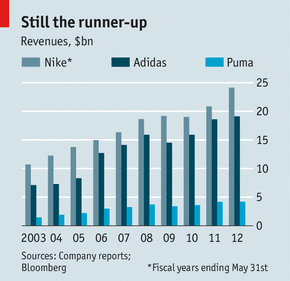 Still the runner-up
Revenues, $bn
Nike* Adidas Puma
25
20
15
10
5
0
2003 04 05 06 07 08 09 10 11 12
Sources: Company reports;
Bloomberg *Fiscal years ending May 31st